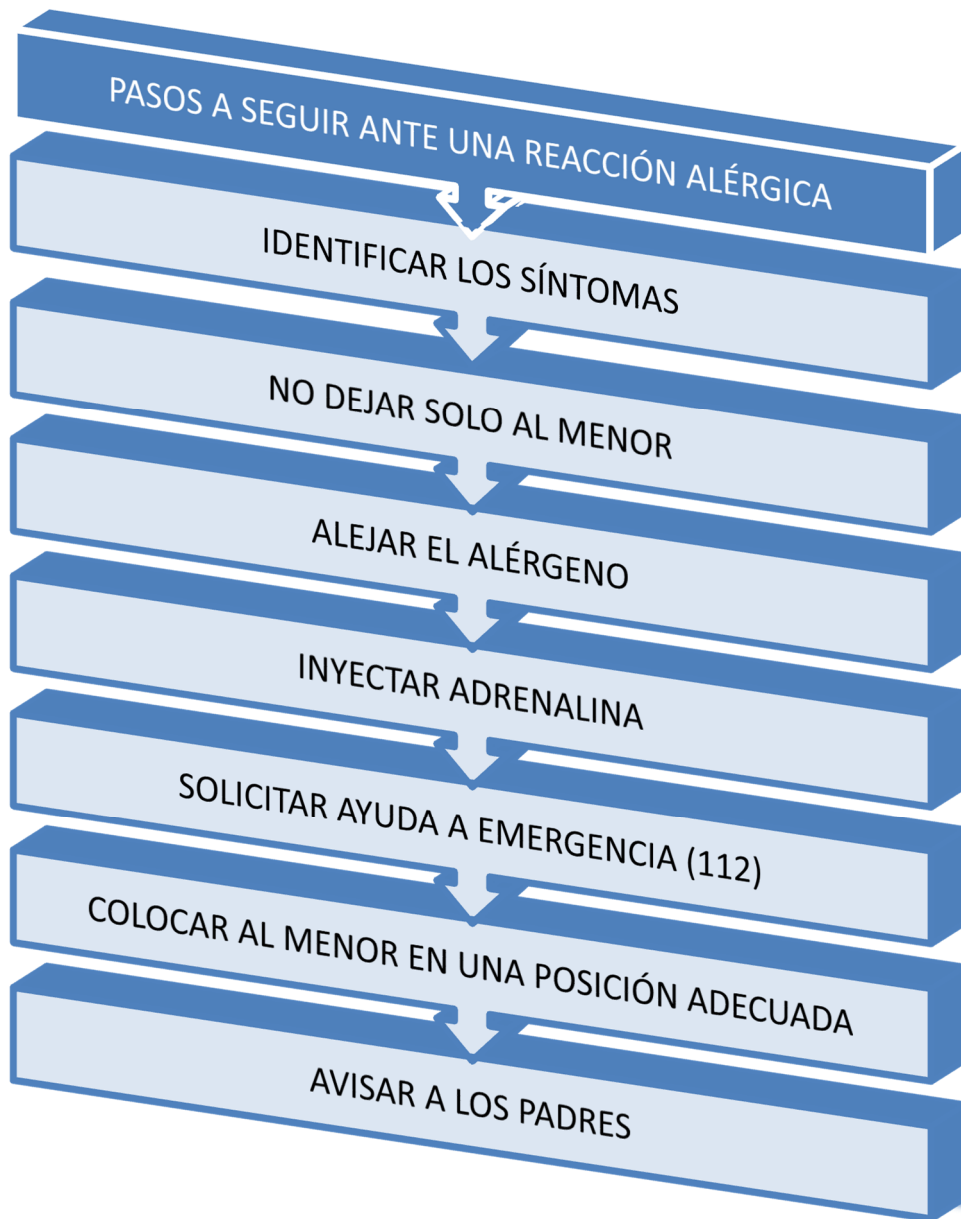 PASOS A SEGUIR ANTE UNA REACCIÓN ALÉRGICA
IDENTIFICAR LOS SÍNTOMAS
NO DEJAR SOLO AL MENOR
ALEJAR EL ALÉRGENO
INYECTAR ADRENALINA
SOLICITAR AYUDA A EMERGENCIA (112)
COLOCAR AL MENOR EN UNA POSICIÓN ADECUADA
AVISAR A LOS PADRES